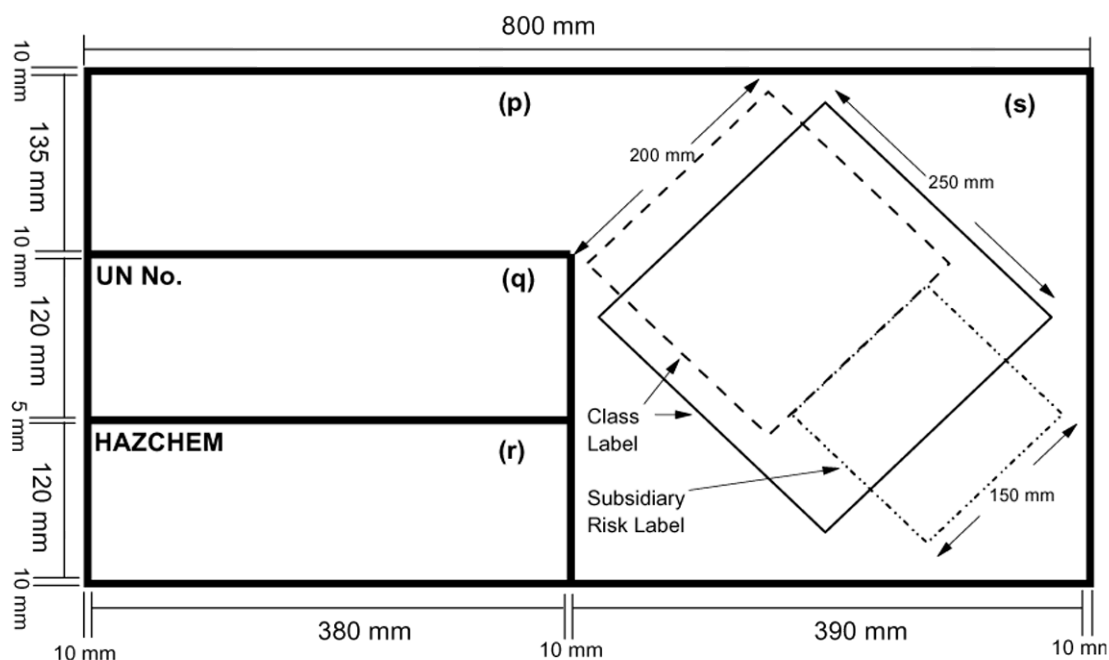 800 mm
10 mm
135 mm
10 mm
120 mm
5 mm
120 mm
10 mm
(p)
(s)
200 mm
250 mm
UN No.
(q)
HAZCHEM
(r)
Class
Label
Subsidiary
Risk Label
150 mm
380 mm
390 mm
10 mm
10 mm
10 mm